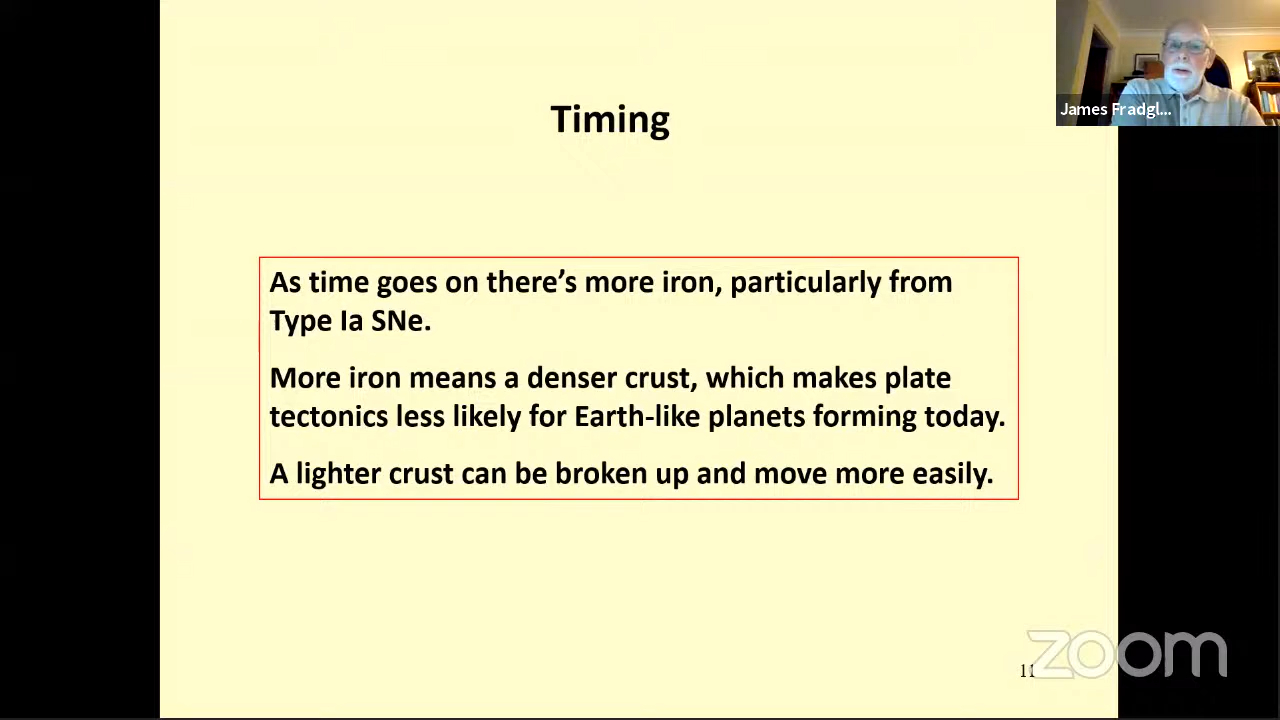 James Fradgl...
Timing
As time goes on there's more iron, particularly from
Type Ia SNe.
More iron means a denser crust, which makes plate
tectonics less likely for Earth-like planets forming today.
A lighter crust can be broken up and move more easily.
11
zoom